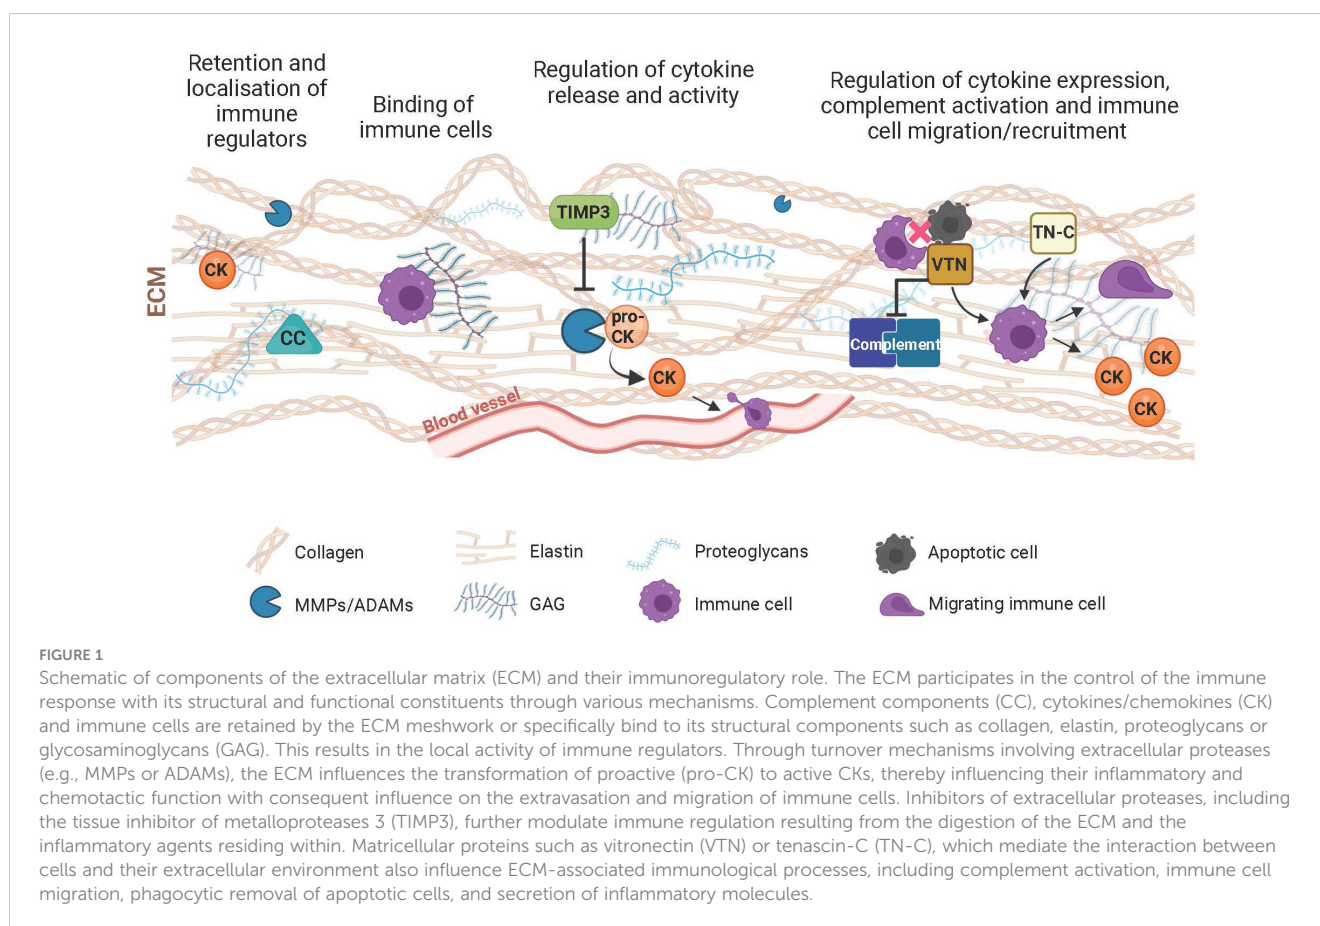 Retention and
localisation of
immune
regulators
Binding of
immune cells
Regulation of cytokine
release and activity
Regulation of cytokine expression,
complement activation and immune
cell migration/recruitment
ECM
CK
CC
TIMP3
pro-
CK
CK
Blood vessel
VTN
TN-C
Complement
CK
CK
CK
Collagen
Elastin
Proteoglycans
Apoptotic cell
MMPs/ADAMs
GAG
Immune cell
Migrating immune cell
FIGURE 1
Schematic of components of the extracellular matrix (ECM) and their immunoregulatory role. The ECM participates in the control of the immune
response with its structural and functional constituents through various mechanisms. Complement components (CC), cytokines/chemokines (CK)
and immune cells are retained by the ECM meshwork or specifically bind to its structural components such as collagen, elastin, proteoglycans or
glycosaminoglycans (GAG). This results in the local activity of immune regulators. Through turnover mechanisms involving extracellular proteases
(e.g., MMPs or ADAMs), the ECM influences the transformation of proactive (pro-CK) to active CKs, thereby influencing their inflammatory and
chemotactic function with consequent influence on the extravasation and migration of immune cells. Inhibitors of extracellular proteases, including
the tissue inhibitor of metalloproteases 3 (TIMP3), further modulate immune regulation resulting from the digestion of the ECM and the
inflammatory agents residing within. Matricellular proteins such as vitronectin (VTN) or tenascin-C (TN-C), which mediate the interaction between
cells and their extracellular environment also influence ECM-associated immunological processes, including complement activation, immune cell
migration, phagocytic removal of apoptotic cells, and secretion of inflammatory molecules.